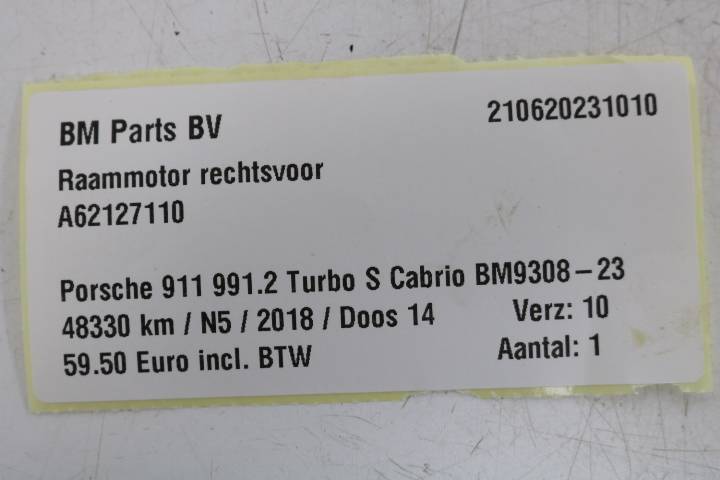 BM Parts BV 210620231010
Raammotor rechtsvoor
A62127110
Porsche 911 991.2 Turbo S Cabrio BM9308-23
48330 km / N5 / 2018 / Doos 14 Verz: 10
59.50 Euro incl. BTW Aantal: 1